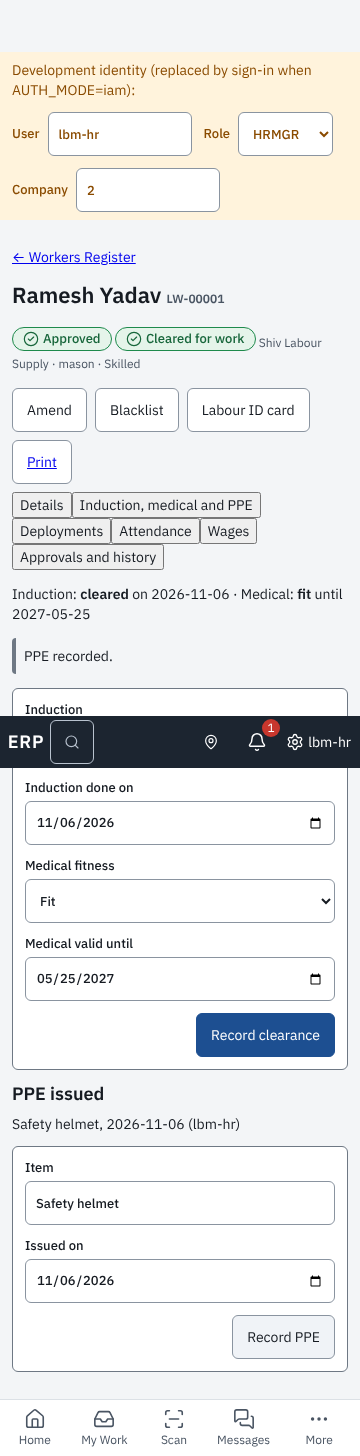 Development identity (replaced by sign-in when
AUTH_MODE=iam):
User lbm-hr Role HRMGR
Company 2
← Workers Register
Ramesh Yadav LW-00001
Approved Cleared for work Shiv Labour
Supply · mason · Skilled
Amend Blacklist Labour ID card
Print
Details Induction, medical and PPE
Deployments Attendance Wages
Approvals and history
Induction: cleared on 2026-11-06 · Medical: fit until
2027-05-25
PPE recorded.
Induction
ERP 1 lbm-hr
Induction done on
11/06/2026
Medical fitness
Fit
Medical valid until
05/25/2027
Record clearance
PPE issued
Safety helmet, 2026-11-06 (lbm-hr)
Item
Safety helmet
Issued on
11/06/2026
Record PPE
Home My Work Scan Messages More